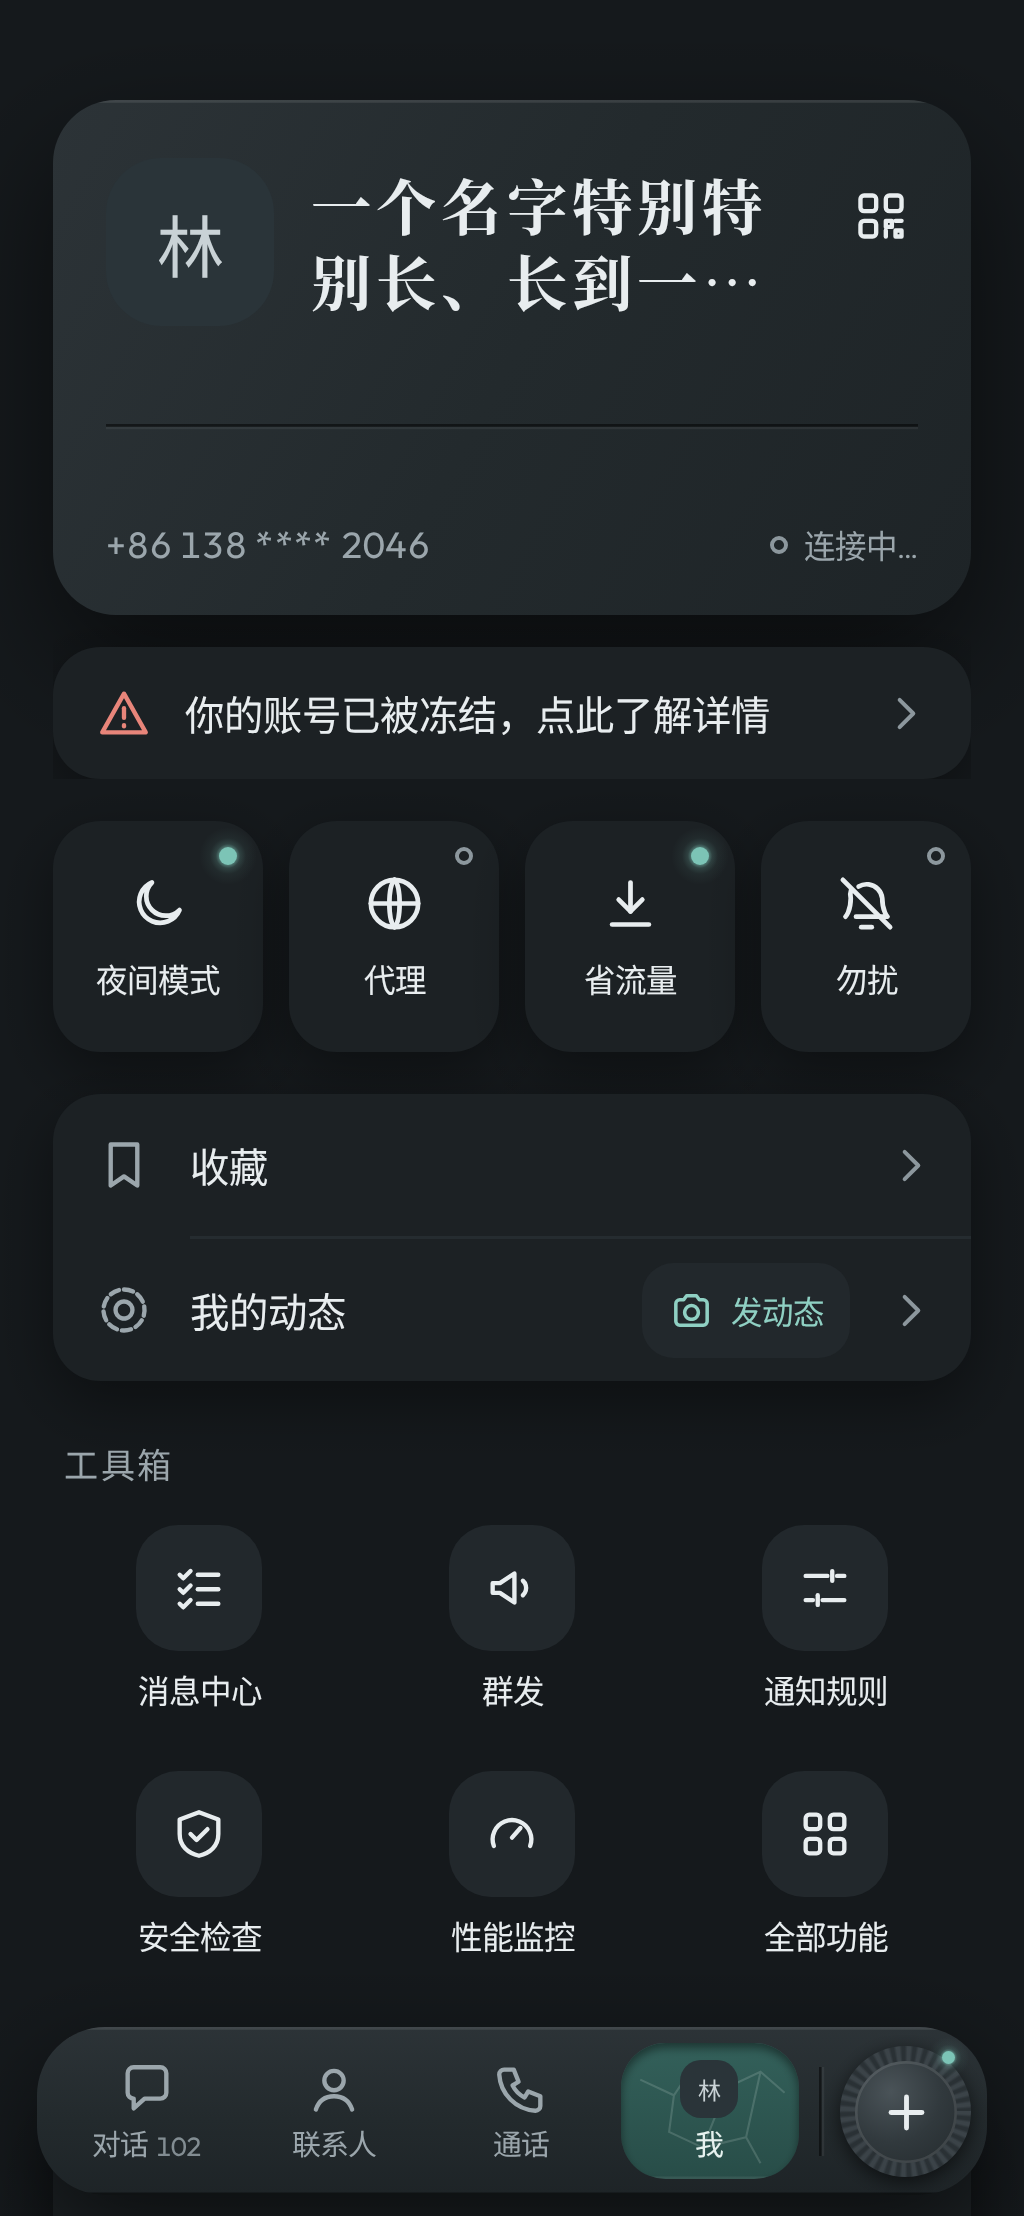 林
一个名字特别特
别长、长到一…
+86 138 **** 2046
连接中...
你的账号已被冻结，点此了解详情
夜间模式
代理
省流量
勿扰
收藏
我的动态
发动态
工具箱
消息中心
群发
通知规则
安全检查
性能监控
全部功能
对话 102
联系人
通话
林
我